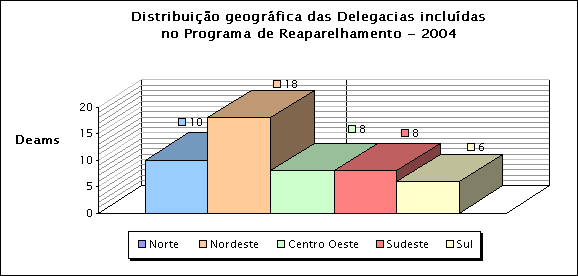 Distribuição geográfica das Delegacias incluídas
no Programa de Reaparelhamento - 2004
18
10
8
8
6
20
15
10
5
0
Deams
Norte Nordeste Centro Oeste Sudeste Sul